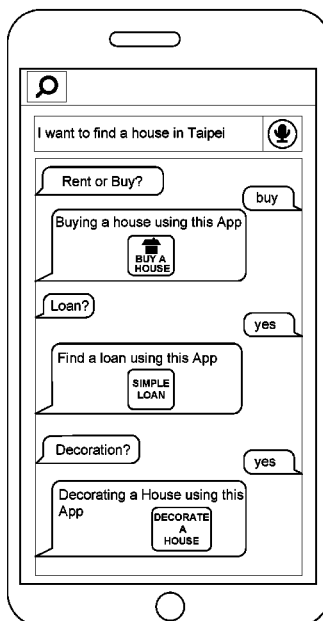 I want to find a house in Taipei
Rent or Buy?
buy
Buying a house using this App
BUY A
HOUSE
Loan?
yes
Find a loan using this App
SIMPLE
LOAN
Decoration?
yes
Decorating a House using this
App
DECORATE
A
HOUSE